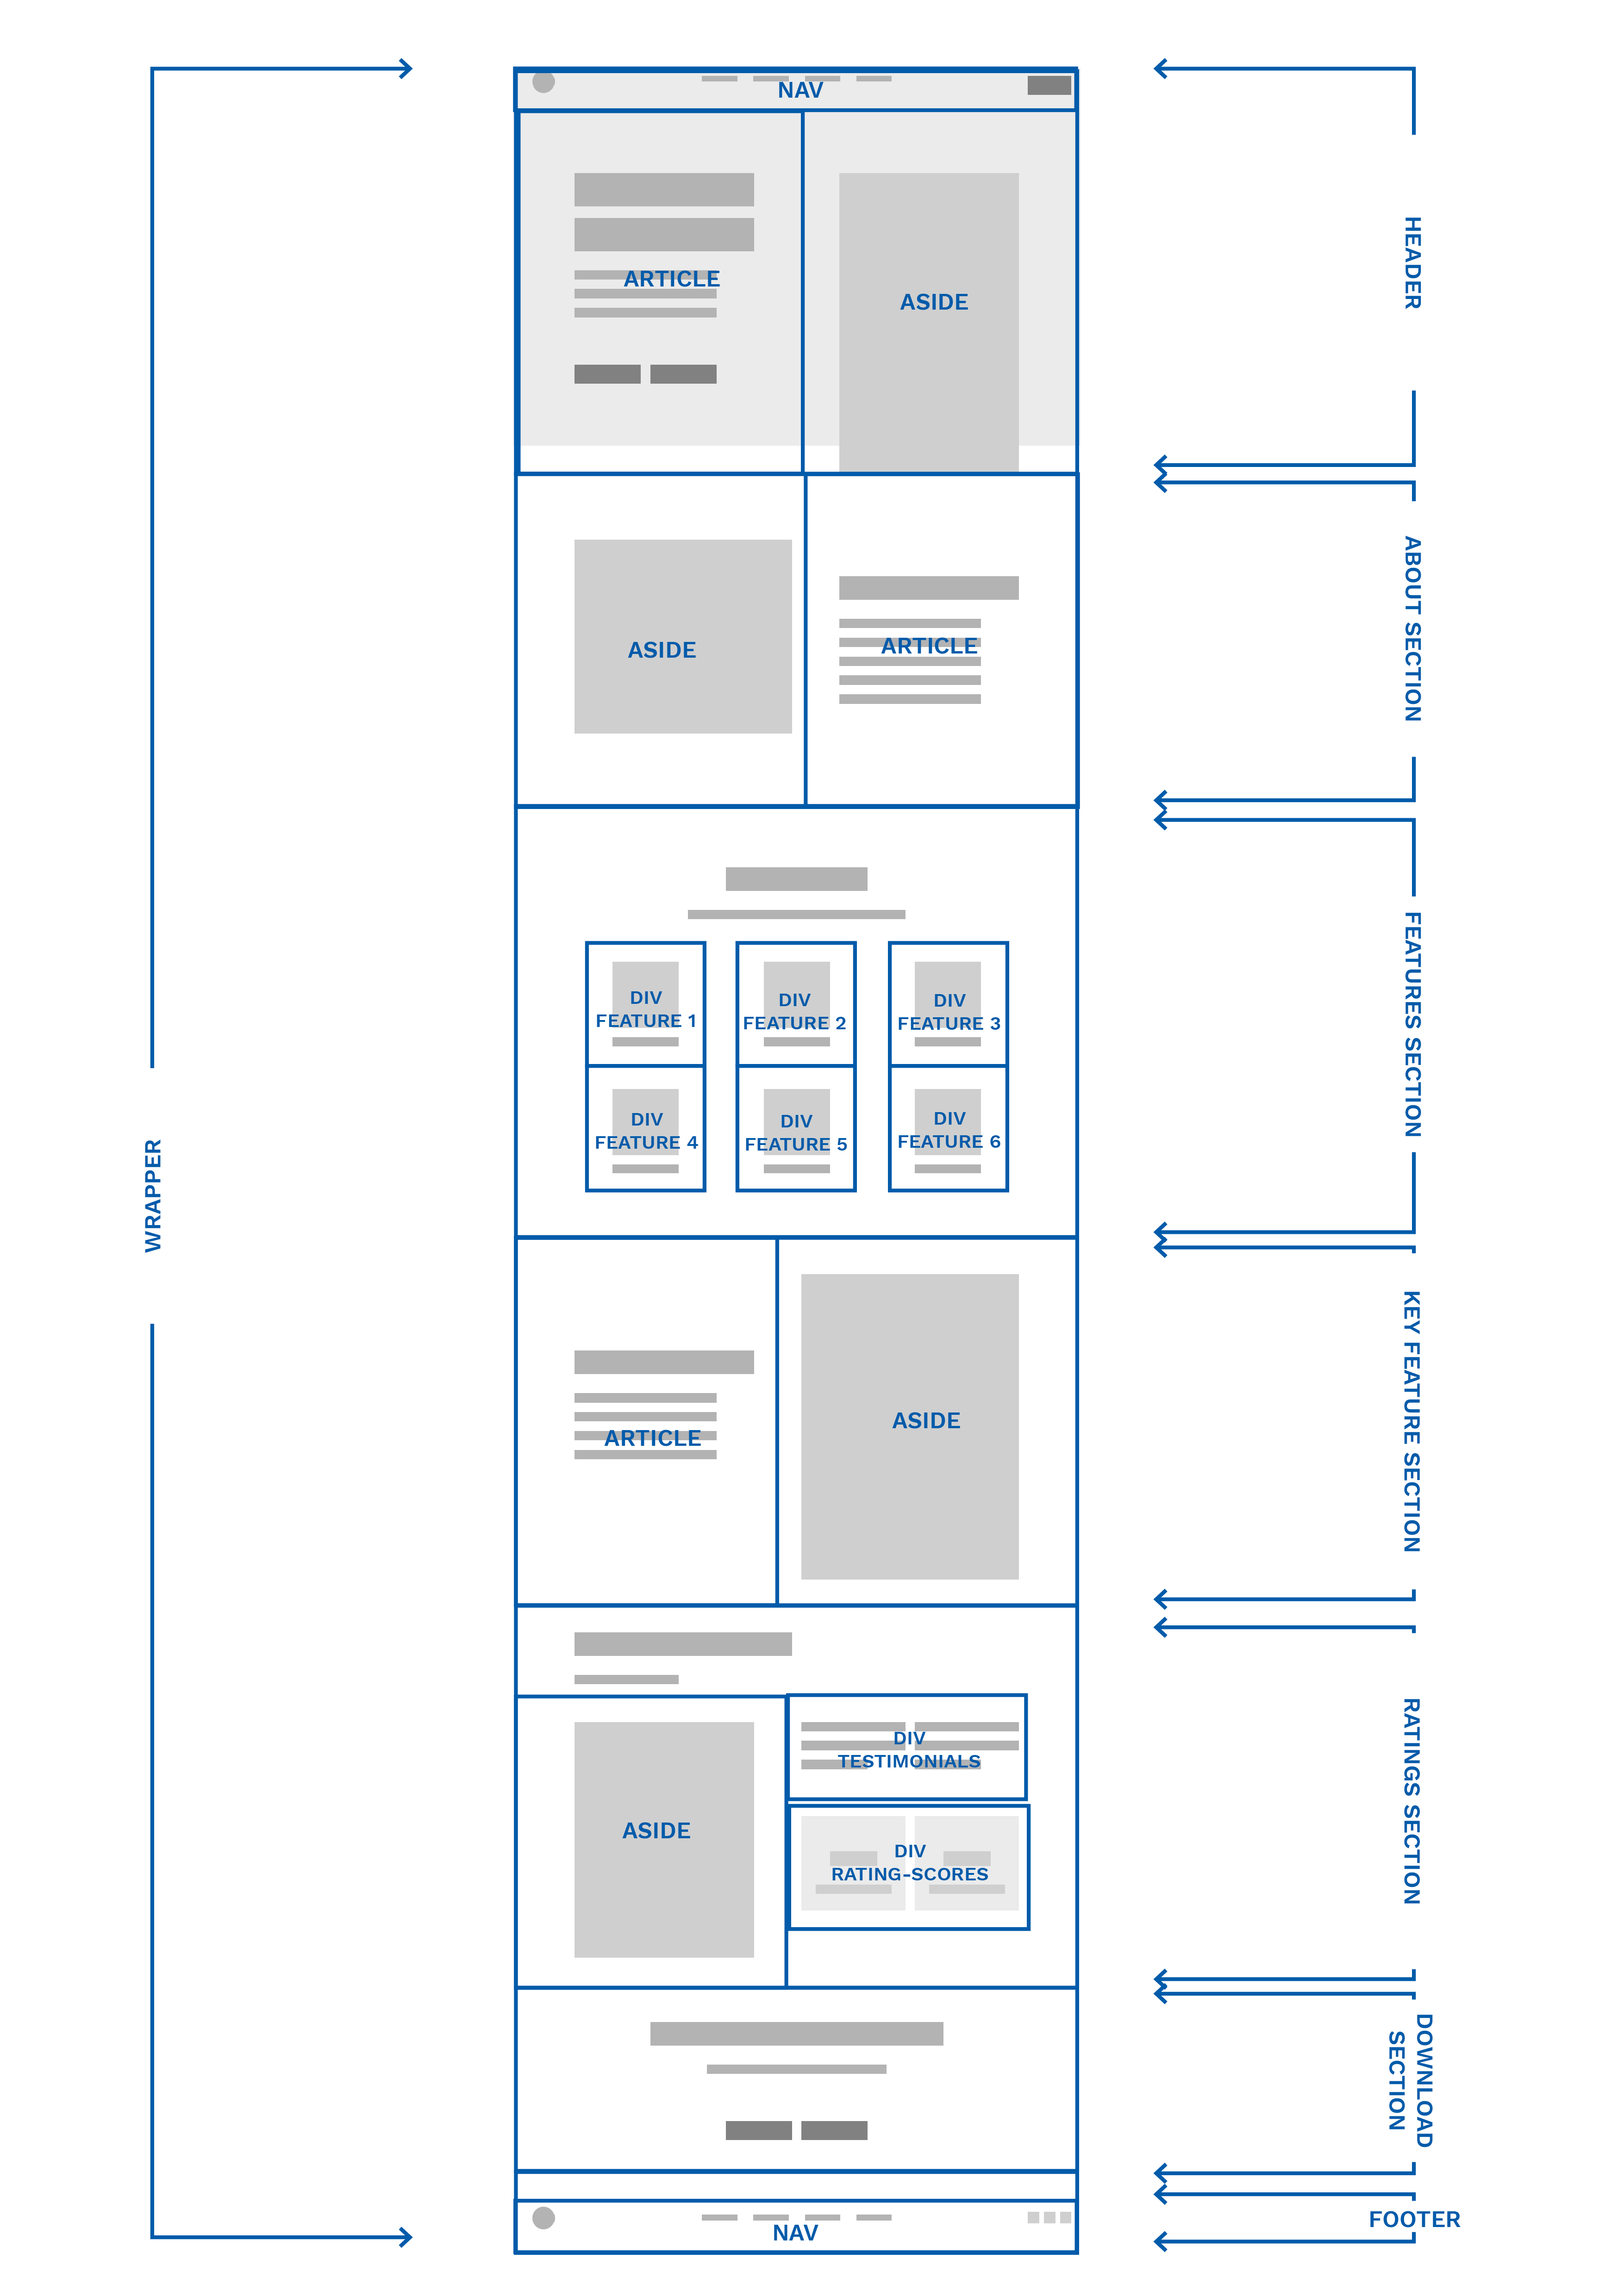 NAV
ARTICLE
ASIDE
HEADER
ASIDE
ARTICLE
ABOUT SECTION
DIV
FEATURE 1
DIV
FEATURE 2
DIV
FEATURE 3
DIV
FEATURE 4
DIV
FEATURE 5
DIV
FEATURE 6
FEATURES SECTION
WRAPPER
ARTICLE
ASIDE
KEY FEATURE SECTION
DIV
TESTIMONIALS
ASIDE
DIV
RATING-SCORES
RATINGS SECTION
DOWNLOAD
SECTION
NAV
FOOTER